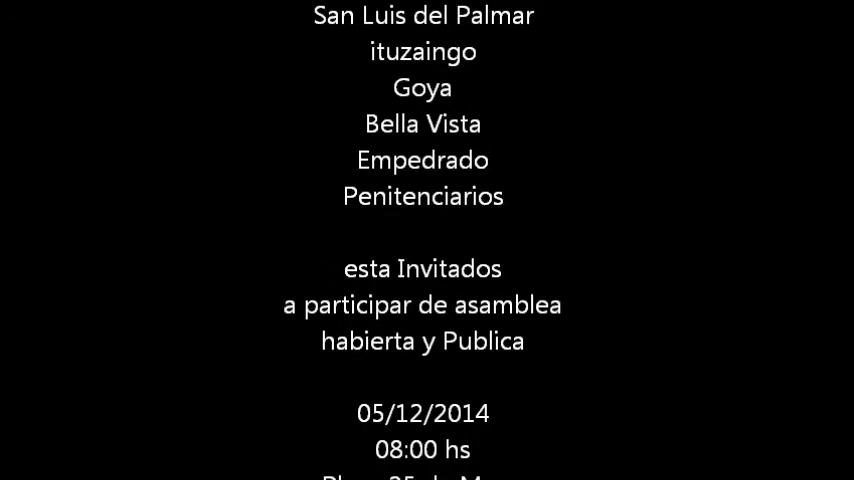 San Luis del Palmar
ituzaingo
Goya
Bella Vista
Empedrado
Penitenciarios
esta Invitados
a participar de asamblea
habierta y Publica
05/12/2014
08:00 hs